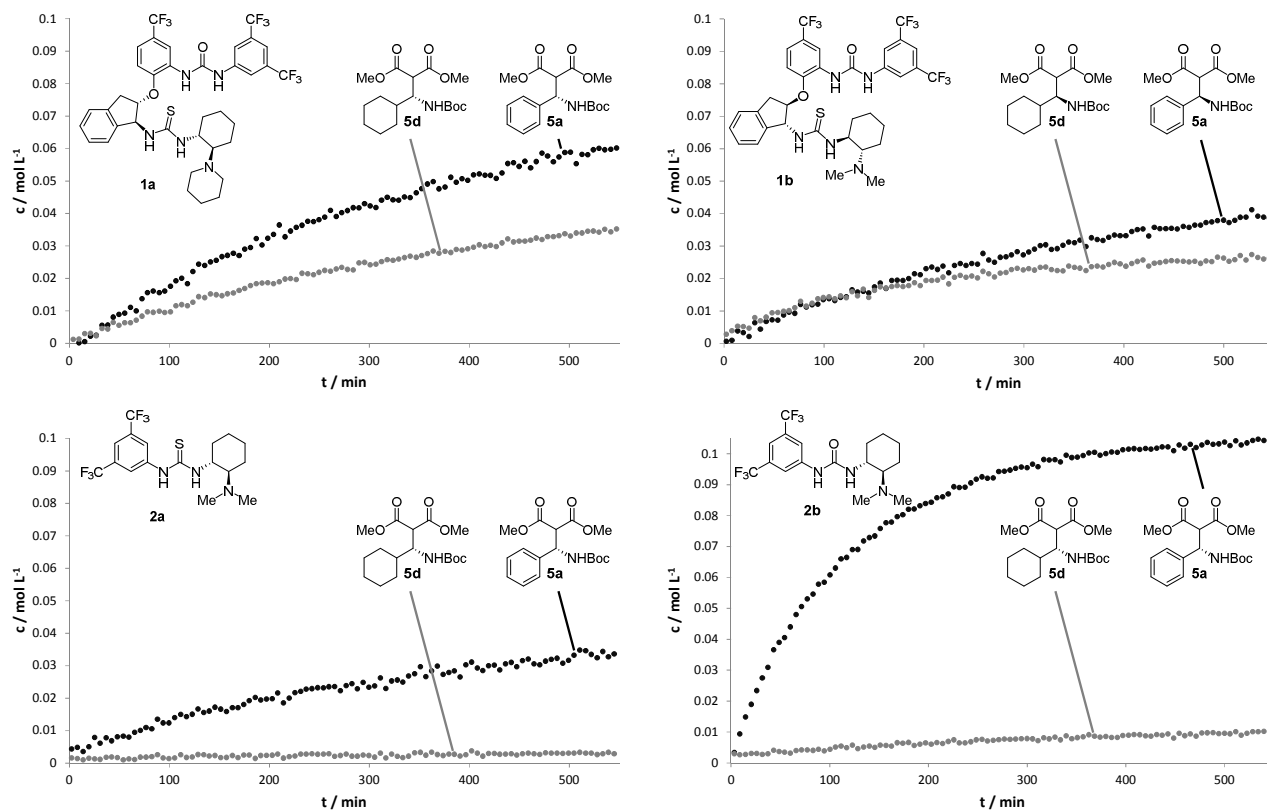 0.1
0.09
0.08
0.07
0.06
0.05
0.04
0.03
0.02
0.01
0
c / mol L-1
0 100 200 300 400 500
t / min
CF3
CF3
O
N N
H H
CF3
O
S
N N
H H
N
1a
O O
MeO OMe
NHBoc
5d
O O
MeO OMe
NHBoc
5a
0.1
0.09
0.08
0.07
0.06
0.05
0.04
0.03
0.02
0.01
0
c / mol L-1
0 100 200 300 400 500
t / min
CF3
CF3
O
N N
H H
CF3
O
S
N N
H H
N
Me Me
1b
O O
MeO OMe
NHBoc
5d
O O
MeO OMe
NHBoc
5a
0.1
0.09
0.08
0.07
0.06
0.05
0.04
0.03
0.02
0.01
0
c / mol L-1
0 100 200 300 400 500
t / min
CF3
S
F3C N N
H H
N
Me Me
2a
O O
MeO OMe
NHBoc
5d
O O
MeO OMe
NHBoc
5a
0.1
0.09
0.08
0.07
0.06
0.05
0.04
0.03
0.02
0.01
0
c / mol L-1
0 100 200 300 400 500
t / min
CF3
O
F3C N N
H H
N
Me Me
2b
O O
MeO OMe
NHBoc
5d
O O
MeO OMe
NHBoc
5a